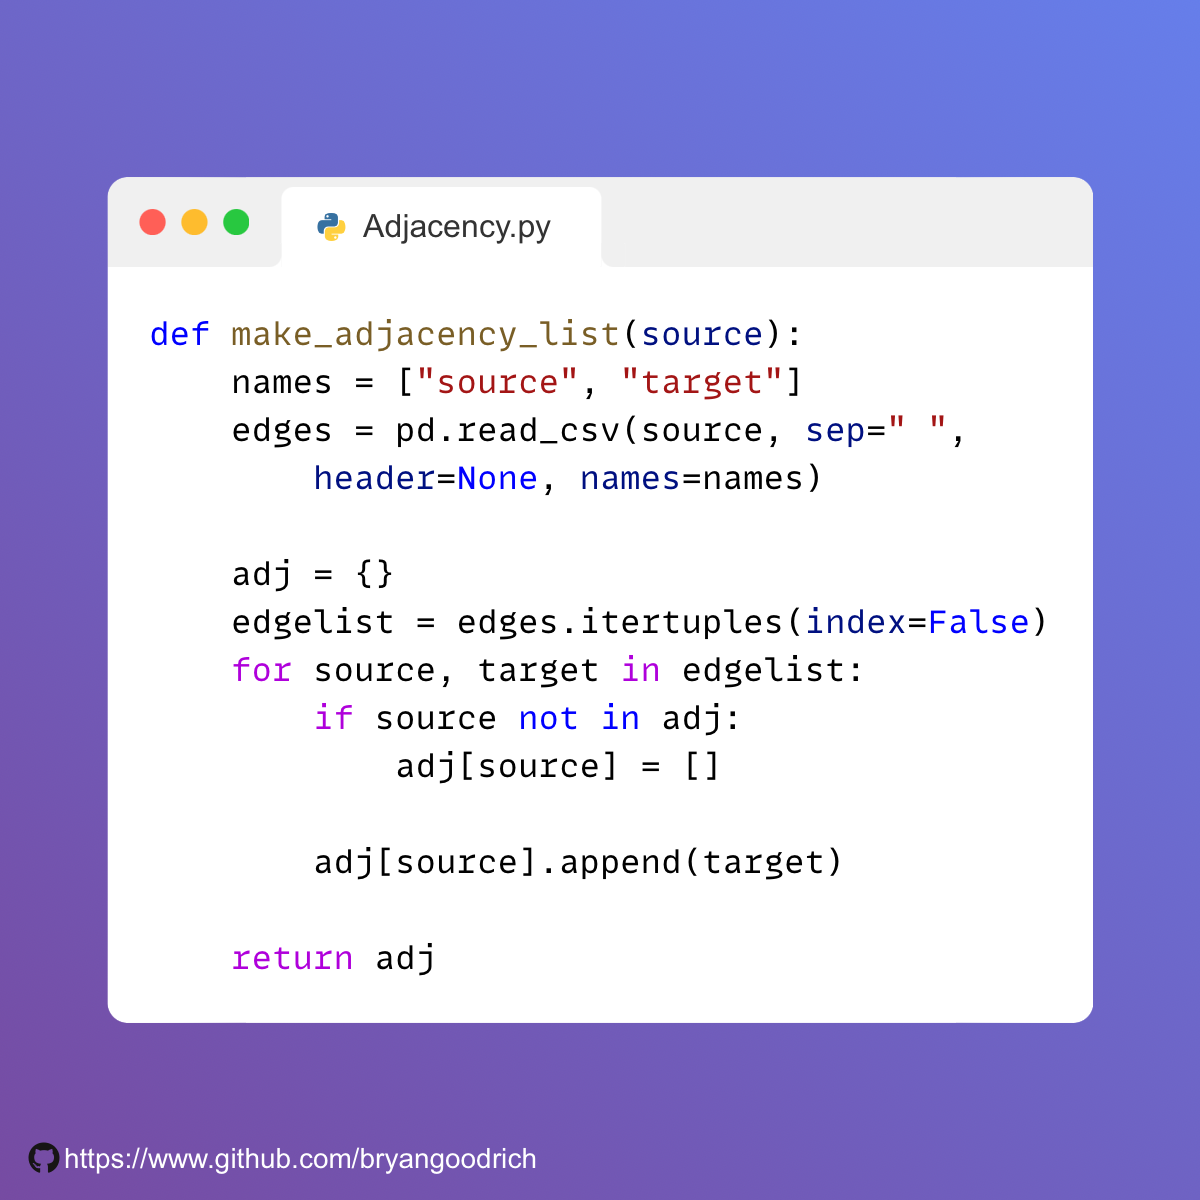 Adjacency.py
def make_adjacency_list(source):
    names = ["source", "target"]
    edges = pd.read_csv(source, sep=" ",
        header=None, names=names)

    adj = {}
    edgelist = edges.itertuples(index=False)
    for source, target in edgelist:
        if source not in adj:
            adj[source] = []

        adj[source].append(target)

    return adj
https://www.github.com/bryangoodrich